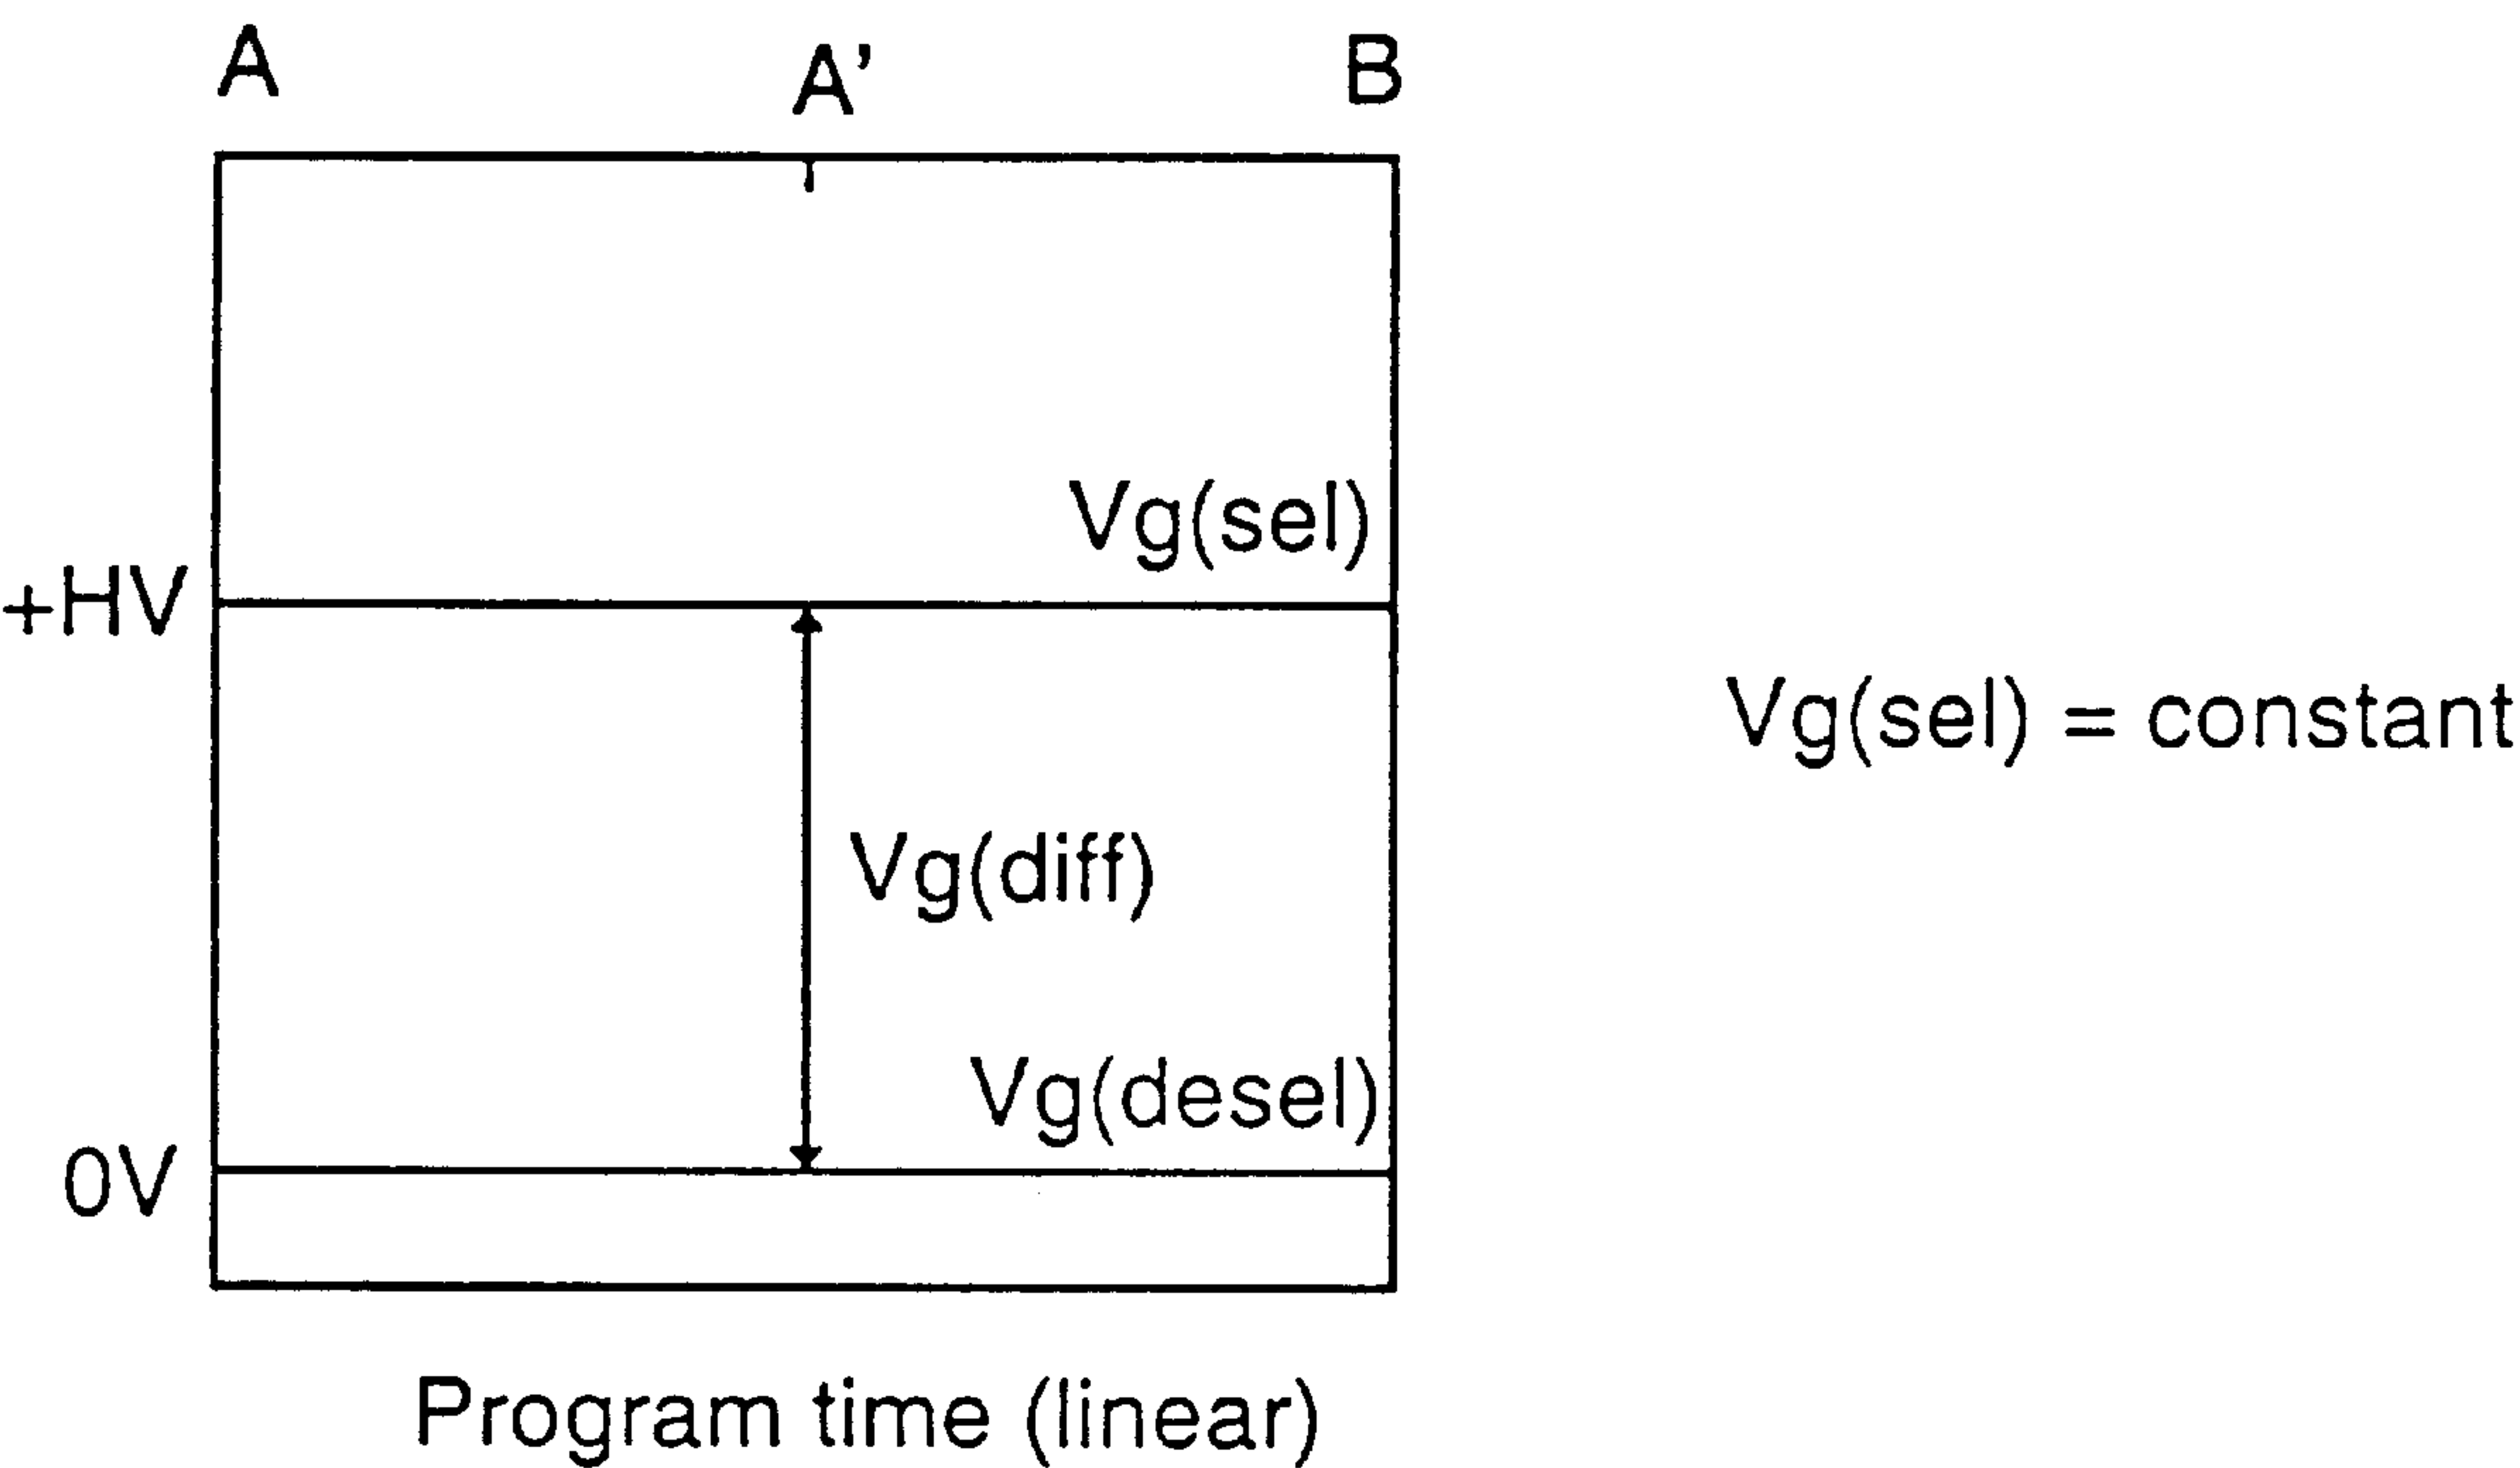 A
A'
B
Vg(sel)
+HV
Vg(sel) = constant
Vg(diff)
Vg(desel)
0V
Program time (linear)